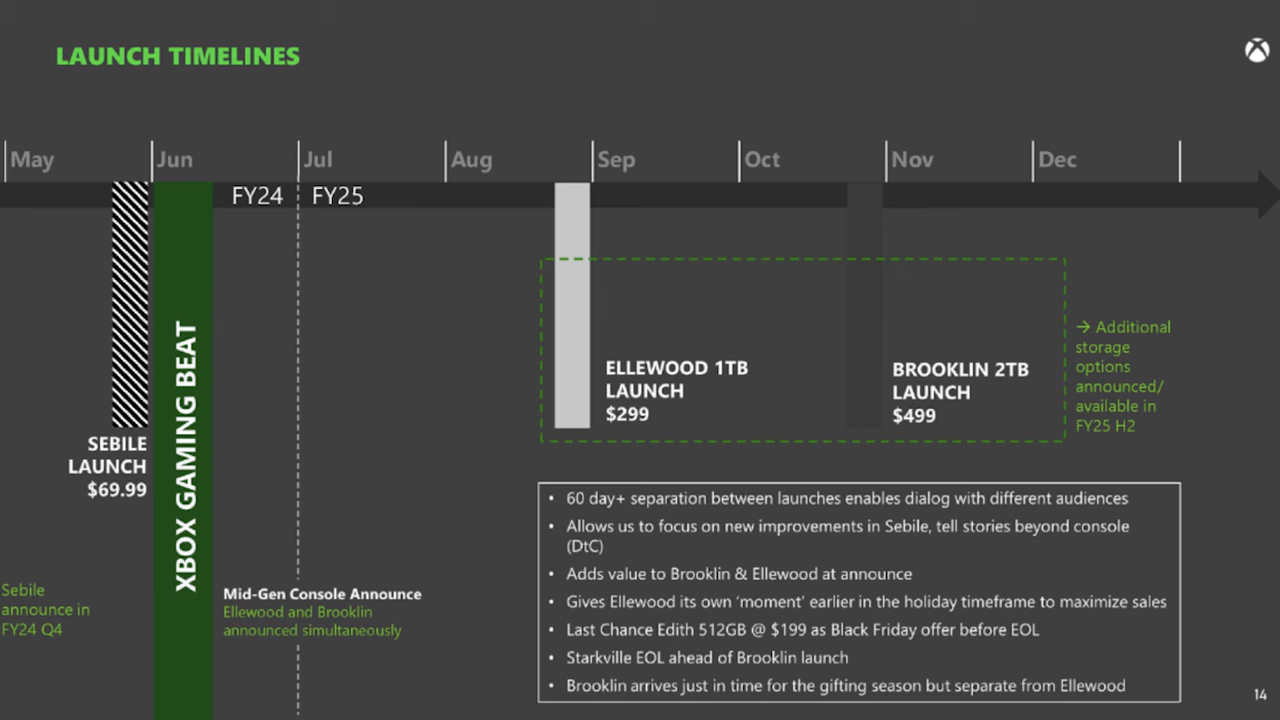 LAUNCH TIMELINES
May
Jun
Jul
Aug
Sep
Oct
Nov
Dec
FY24
FY25
XBOX GAMING BEAT
SEBILE
LAUNCH
$69.99
Sebile
announce in
FY24 Q4
Mid-Gen Console Announce
Ellewood and Brooklin
announced simultaneously
ELLEWOOD 1TB
LAUNCH
$299
BROOKLIN 2TB
LAUNCH
$499
→ Additional
storage
options
announced/
available in
FY25 H2
• 60 day+ separation between launches enables dialog with different audiences
• Allows us to focus on new improvements in Sebile, tell stories beyond console
(DtC)
• Adds value to Brooklin & Ellewood at announce
• Gives Ellewood its own ‘moment’ earlier in the holiday timeframe to maximize sales
• Last Chance Edith 512GB @ $199 as Black Friday offer before EOL
• Starkville EOL ahead of Brooklin launch
• Brooklin arrives just in time for the gifting season but separate from Ellewood
14